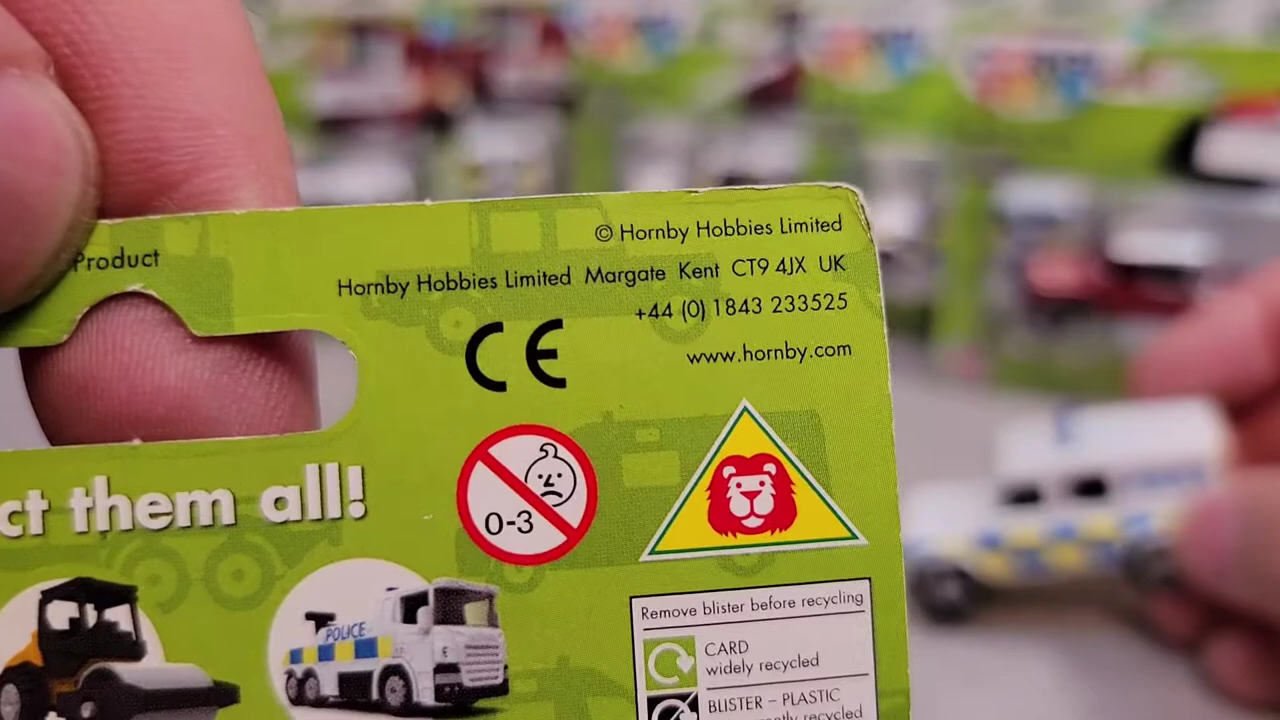 Product
© Hornby Hobbies Limited
Hornby Hobbies Limited Margate Kent CT9 4JX UK
+44 (0) 1843 233525
www.hornby.com
CE
0-3
ct them all!
POLICE
Remove blister before recycling
CARD
widely recycled
BLISTER – PLASTIC
recycled